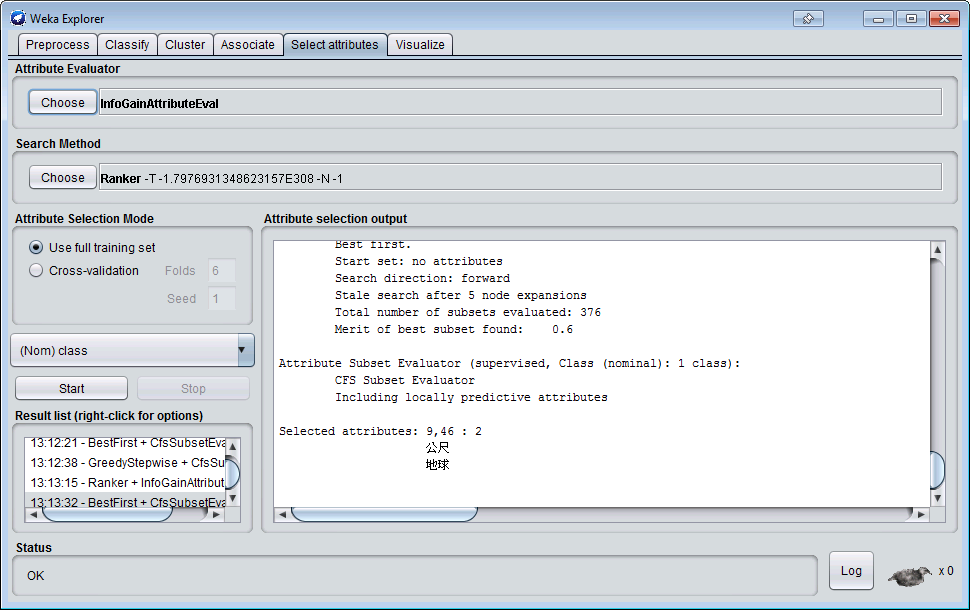 Weka Explorer
Preprocess Classify Cluster Associate Select attributes Visualize
Attribute Evaluator
Choose InfoGainAttributeEval
Search Method
Choose Ranker -T -1.7976931348623157E308 -N -1
Attribute Selection Mode
Use full training set
Cross-validation Folds 6
Seed 1
(Nom) class
Start Stop
Result list (right-click for options)
13:12:21 - BestFirst + CfsSubsetEva
13:12:38 - GreedyStepwise + CfsSu
13:13:15 - Ranker + InfoGainAttribut
13:13:32 - BestFirst + CfsSubsetEva
Attribute selection output
Best first.
Start set: no attributes
Search direction: forward
Stale search after 5 node expansions
Total number of subsets evaluated: 376
Merit of best subset found: 0.6
Attribute Subset Evaluator (supervised, Class (nominal): 1 class):
CFS Subset Evaluator
Including locally predictive attributes
Selected attributes: 9,46 : 2
公尺
地球
Status
OK
Log
x 0